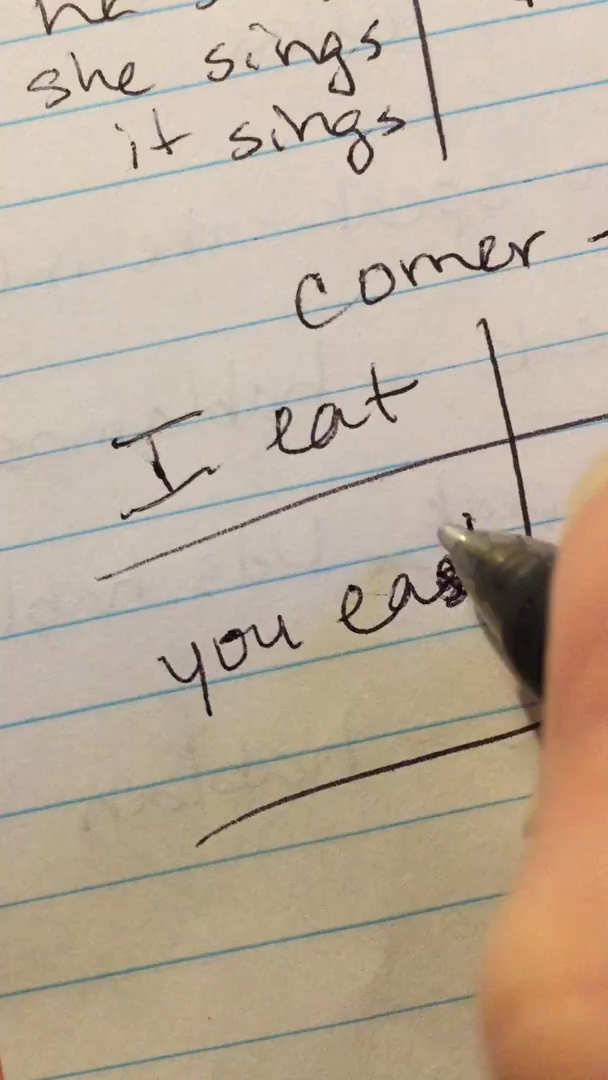 she sings
it sings
comer -
I eat
you eat